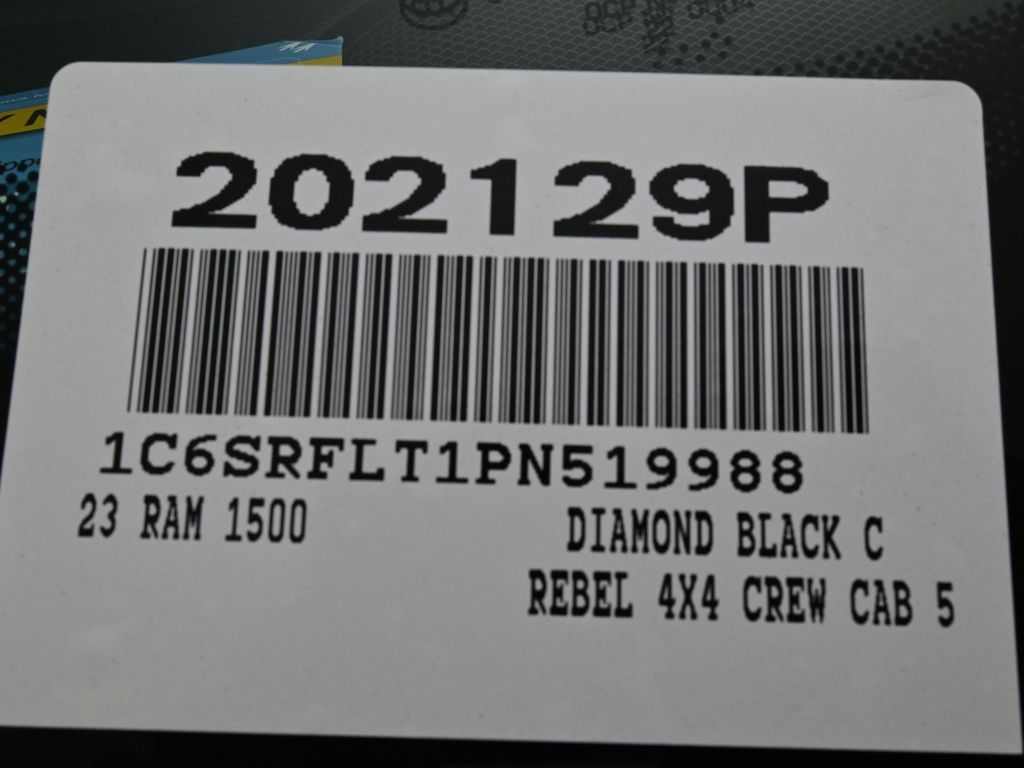 202129P
1C6SRFLT1PN519988
23 RAM 1500
DIAMOND BLACK C
REBEL 4X4 CREW CAB 5